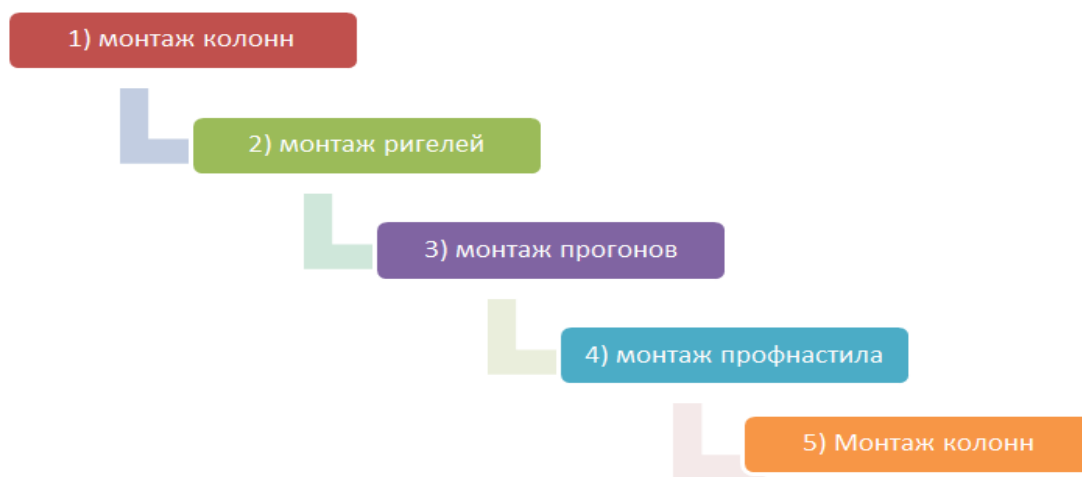 1) монтаж колонн
2) монтаж ригелей
3) монтаж прогонов
4) монтаж профнастила
5) Монтаж колонн